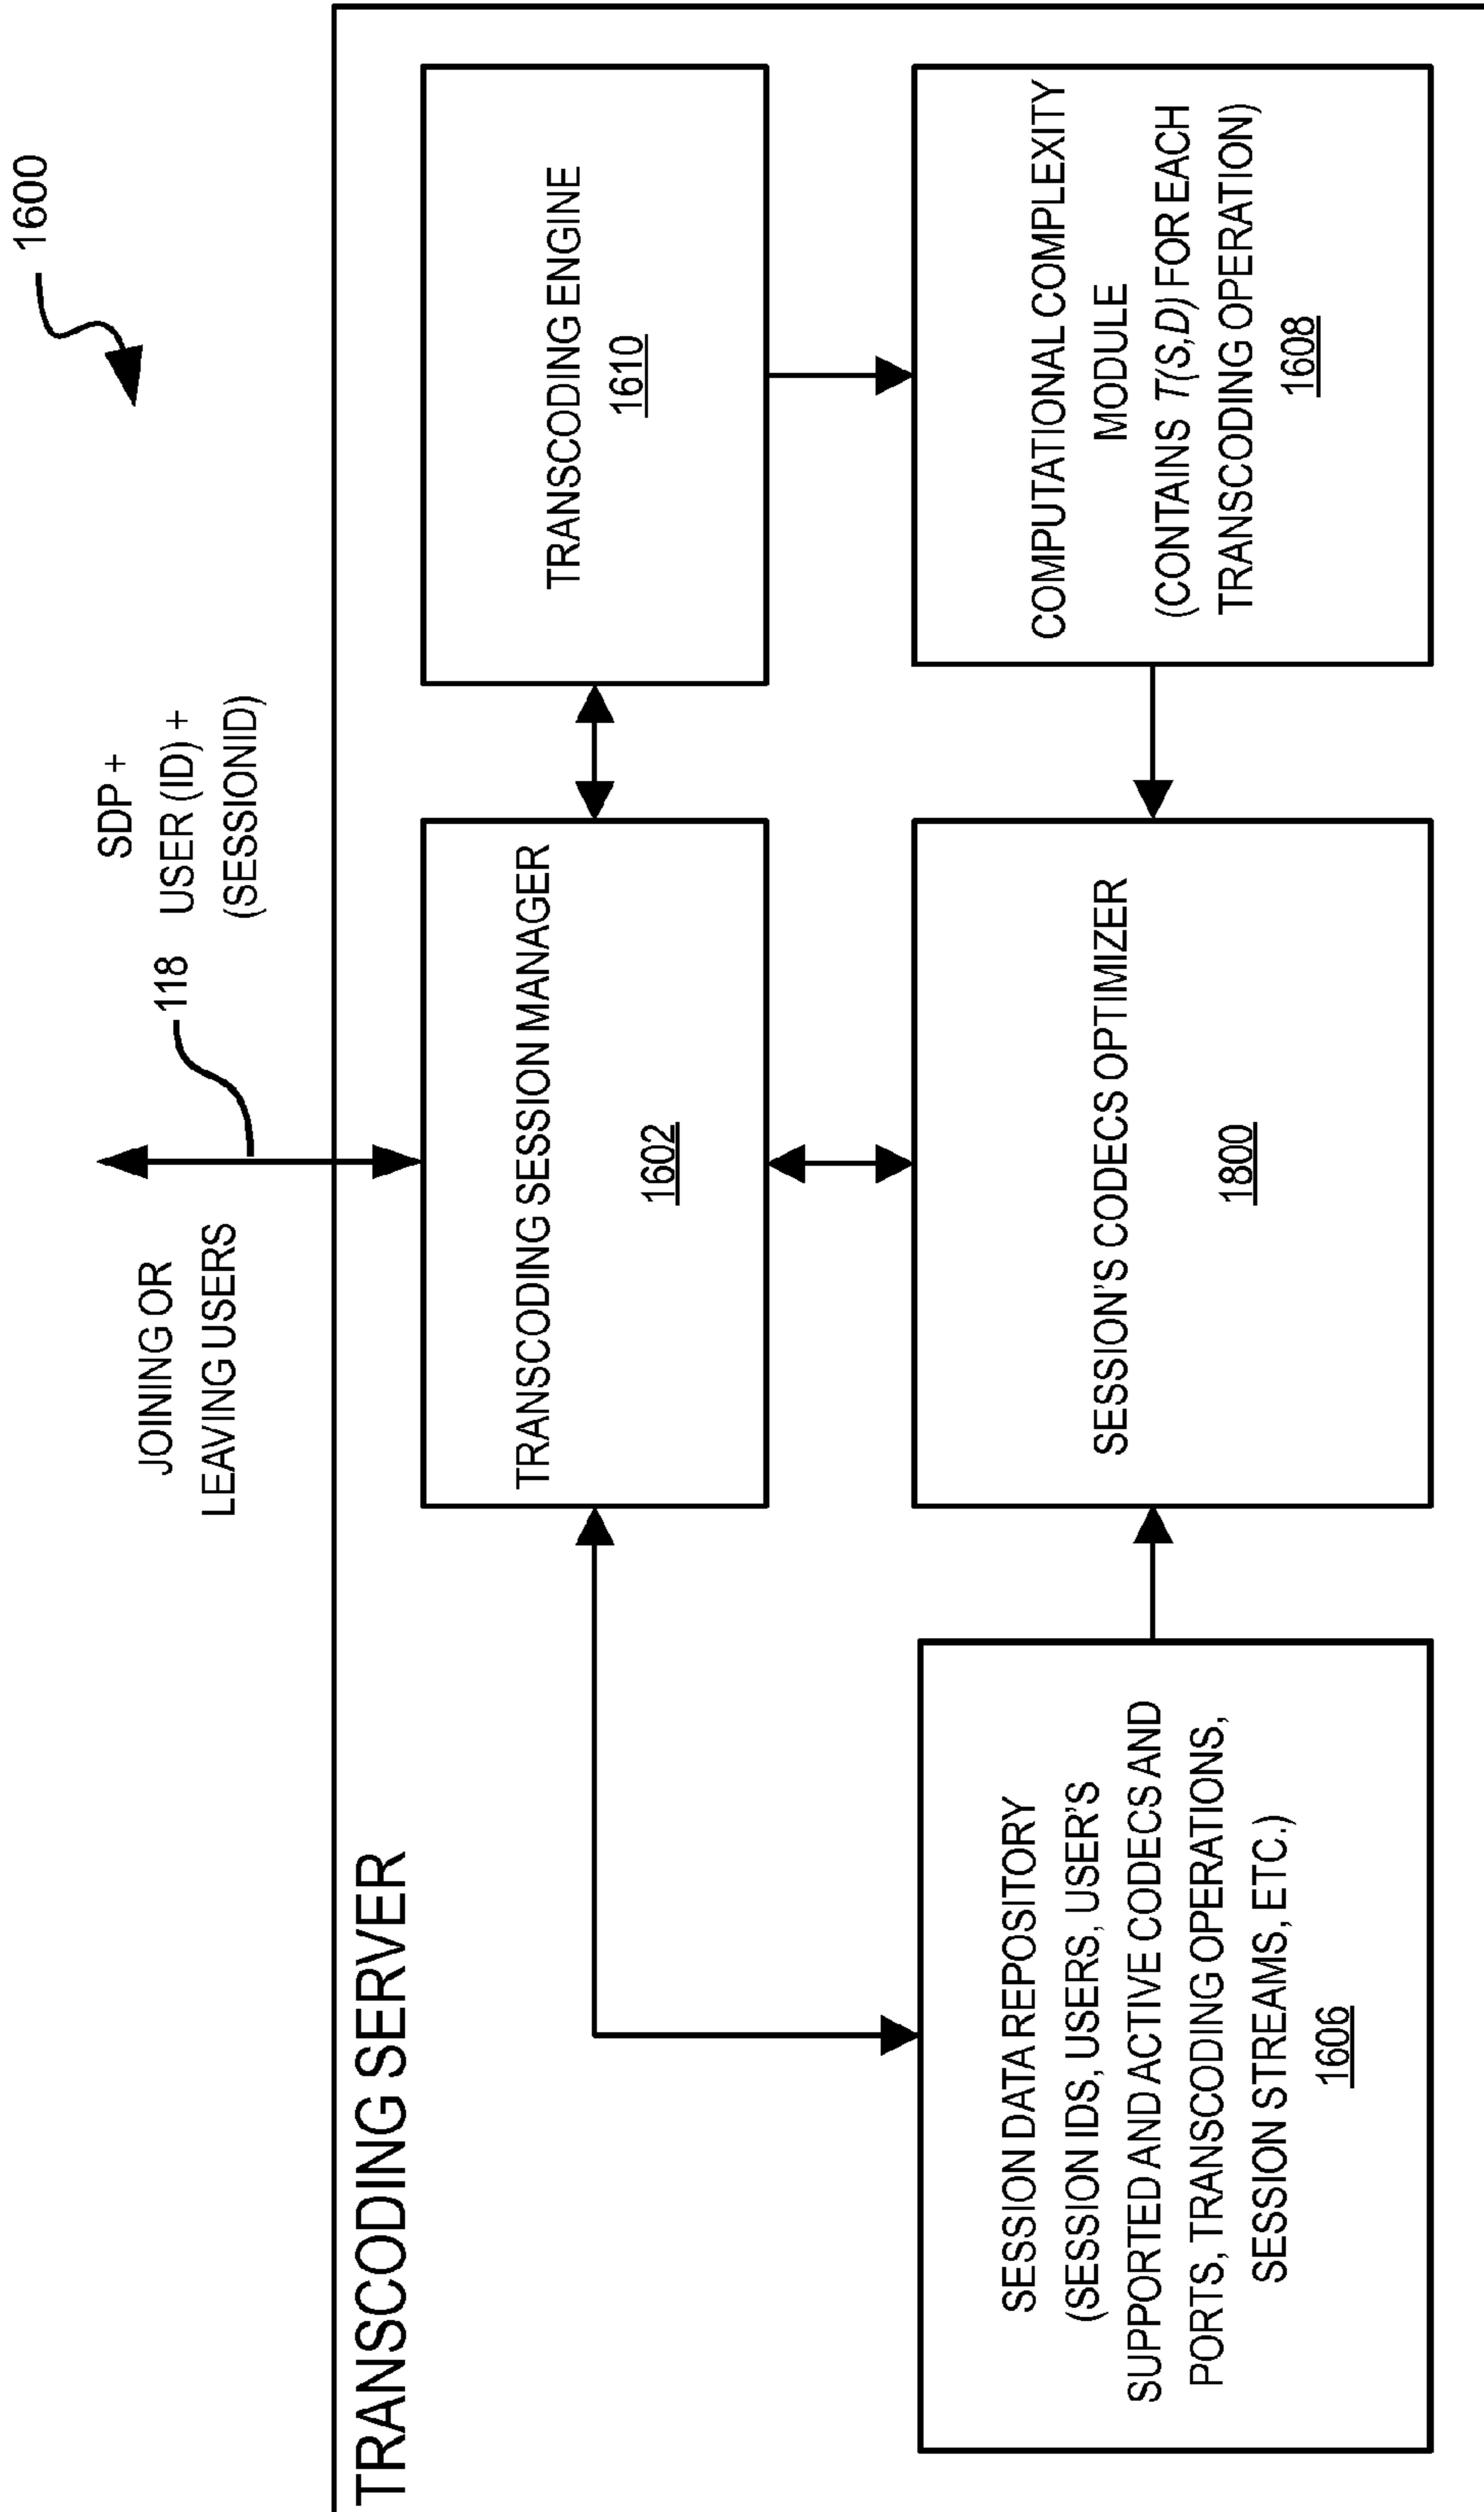 1600
JOINING OR
LEAVING USERS
118
SDP +
USER (ID) +
(SESSIONID)
TRANSCODING SERVER
TRANSCODING SESSION MANAGER
1602
TRANSCODING ENGINE
1610
SESSION DATA REPOSITORY
(SESSION IDS, USERS, USER'S
SUPPORTED AND ACTIVE CODECS AND
PORTS, TRANSCODING OPERATIONS,
SESSION STREAMS, ETC.)
1606
SESSION'S CODECS OPTIMIZER
1800
COMPUTATIONAL COMPLEXITY
MODULE
(CONTAINS T(S,D) FOR EACH
TRANSCODING OPERATION)
1608